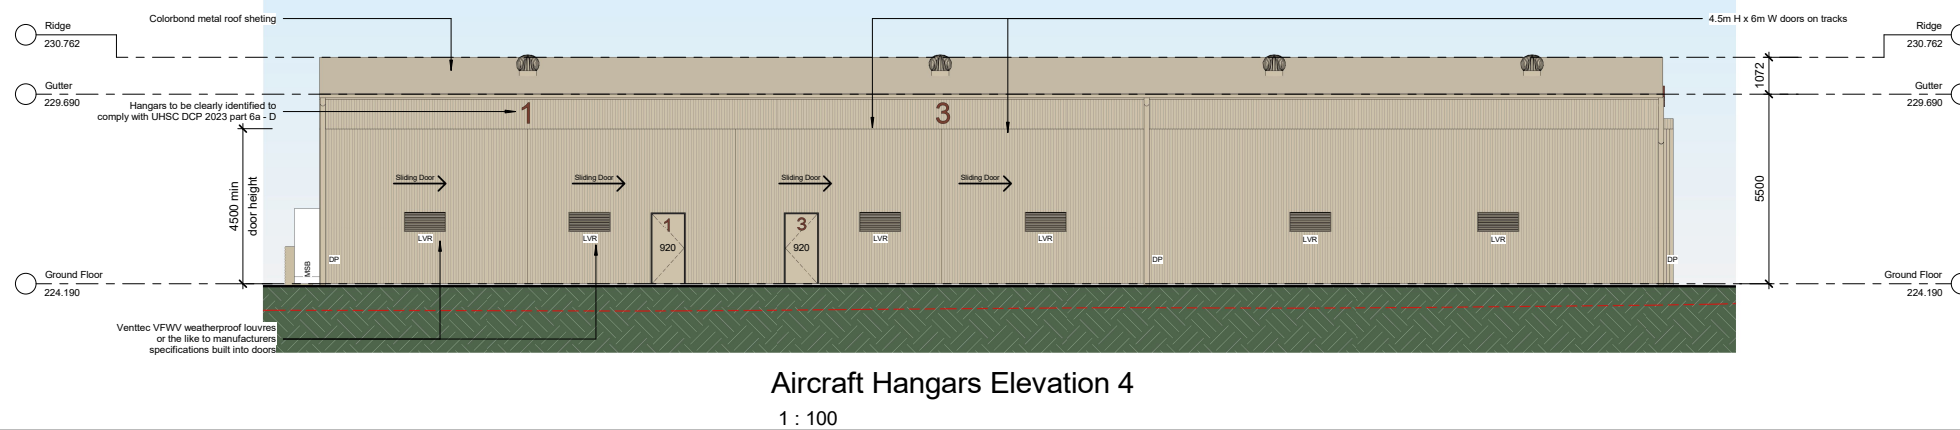 Colorbond metal roof sheting
4.5m H x 6m W doors on tracks
Ridge
230.762
Ridge
230.762
1072
Gutter
229.690
Gutter
229.690
Hangars to be clearly identified to
comply with UHSC DCP 2023 part 6a - D
1
3
4500 min
door height
5500
Sliding Door
Sliding Door
Sliding Door
Sliding Door
1
920
3
920
LVR
LVR
LVR
LVR
LVR
LVR
MSB
DP
DP
DP
Ground Floor
224.190
Ground Floor
224.190
Venttec VFWV weatherproof louvres
or the like to manufacturers
specifications built into doors
Aircraft Hangars Elevation 4
1 : 100